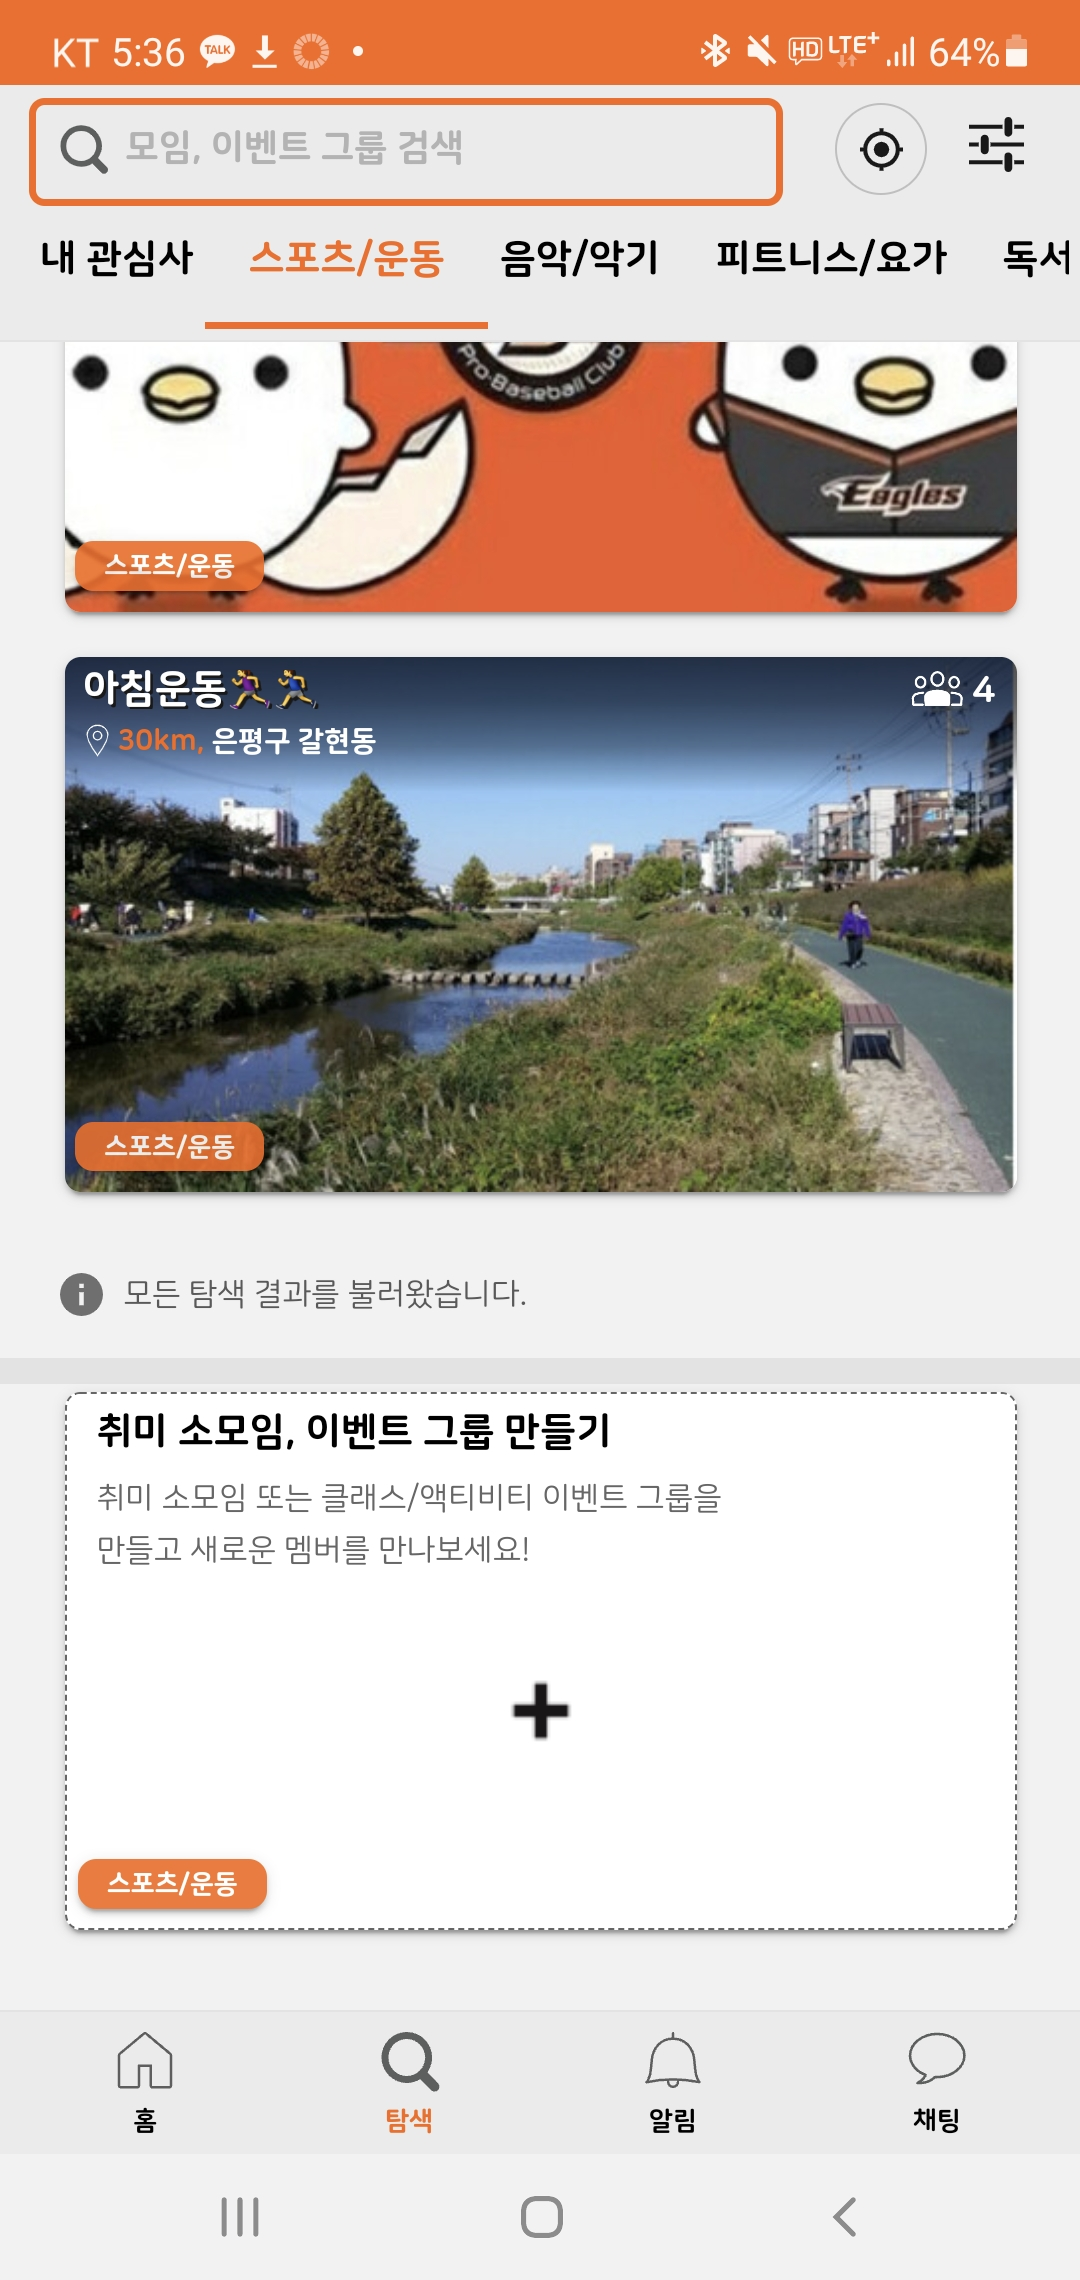 KT 5:36 TALK HD LTE+ 64%
모임, 이벤트 그룹 검색
내 관심사 스포츠/운동 음악/악기 피트니스/요가 독서
Pro-Baseball Club
Eagles
스포츠/운동
아침운동 4
30km, 은평구 갈현동
스포츠/운동
모든 탐색 결과를 불러왔습니다.
취미 소모임, 이벤트 그룹 만들기
취미 소모임 또는 클래스/액티비티 이벤트 그룹을
만들고 새로운 멤버를 만나보세요!
스포츠/운동
홈 탐색 알림 채팅